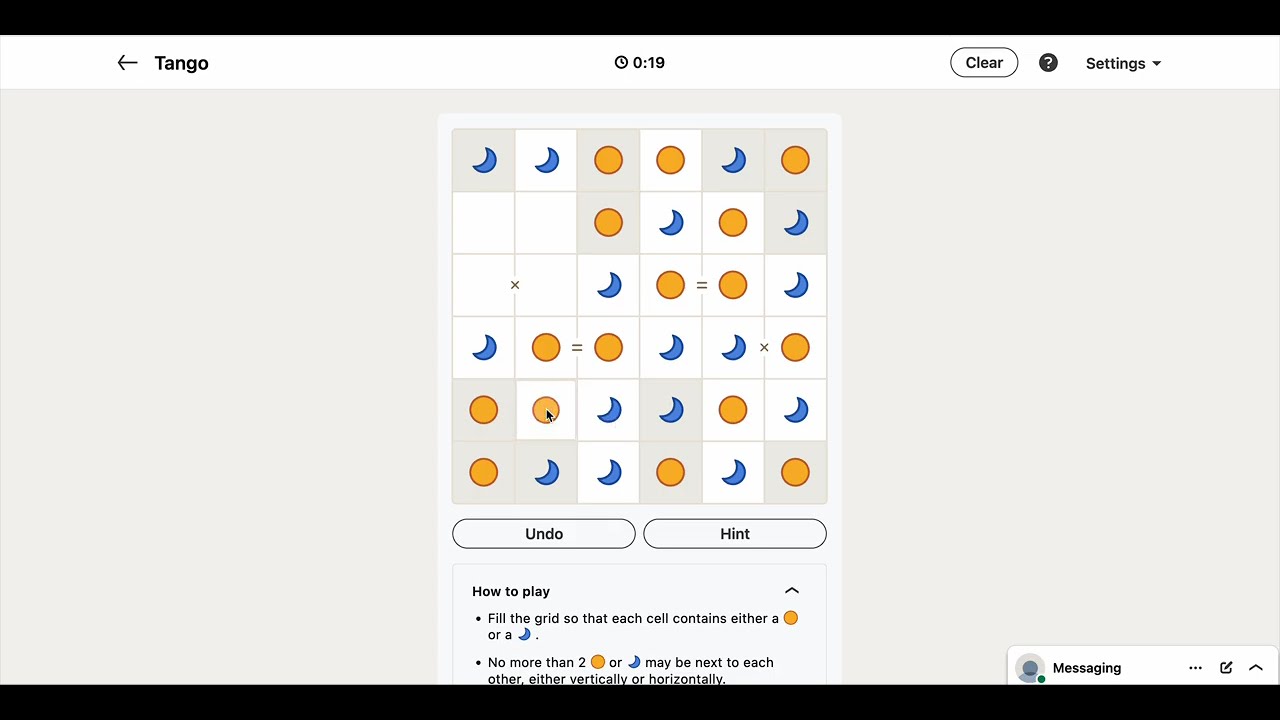 Tango
0:19
Clear
?
Settings
×
=
=
×
Undo
Hint
How to play
• Fill the grid so that each cell contains either a
or a .
• No more than 2 or may be next to each
other, either vertically or horizontally.
Messaging